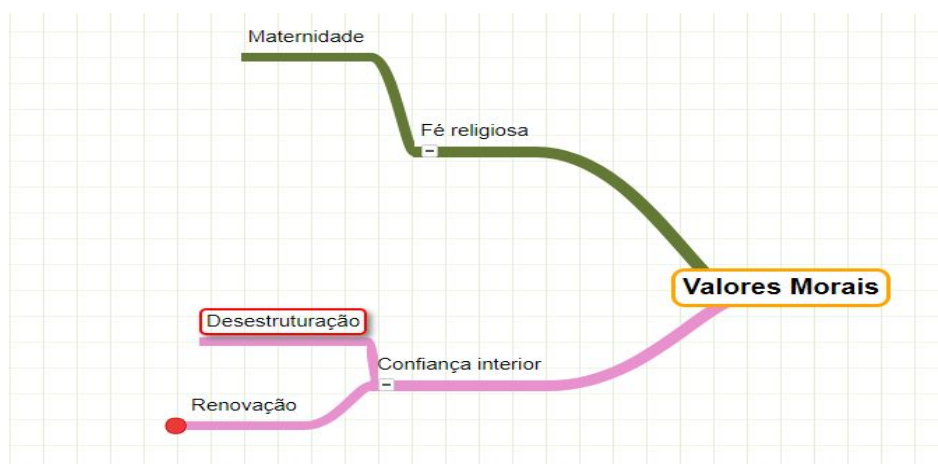 Maternidade
Fé religiosa
Valores Morais
Desestruturação
Confiança interior
Renovação